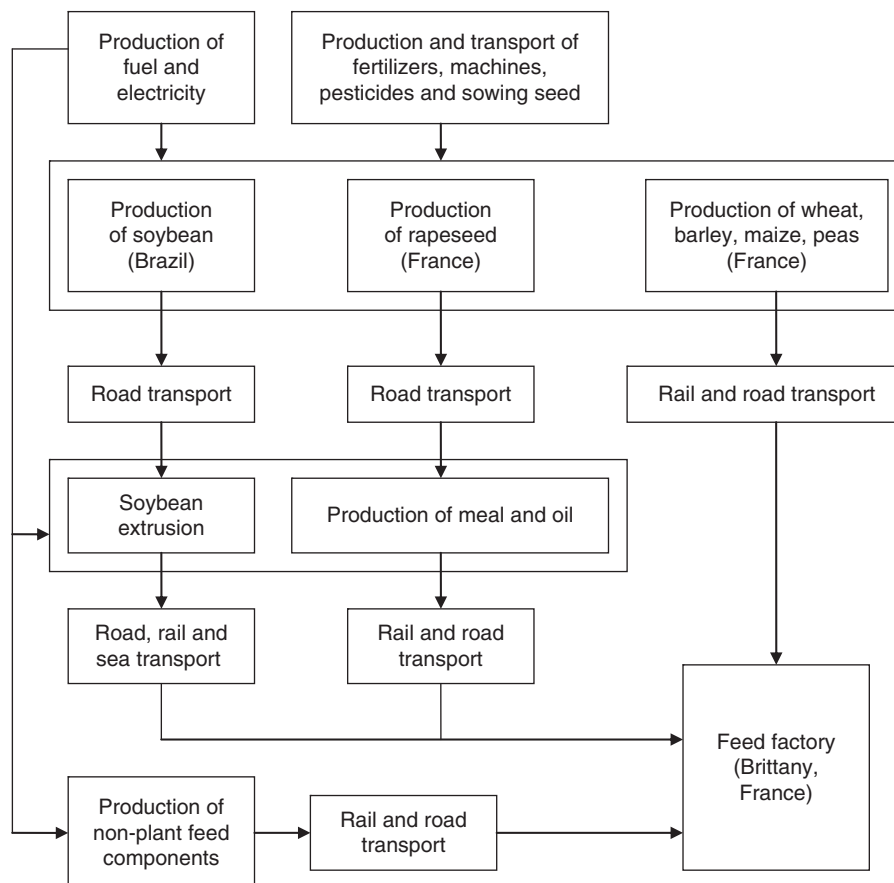 Production of
fuel and
electricity
Production and transport of
fertilizers, machines,
pesticides and sowing seed
Production
of soybean
(Brazil)
Production
of rapeseed
(France)
Production of wheat,
barley, maize, peas
(France)
Road transport
Road transport
Rail and road transport
Soybean
extrusion
Production of meal and oil
Road, rail and
sea transport
Rail and road
transport
Feed factory
(Brittany,
France)
Production of
non-plant feed
components
Rail and road
transport